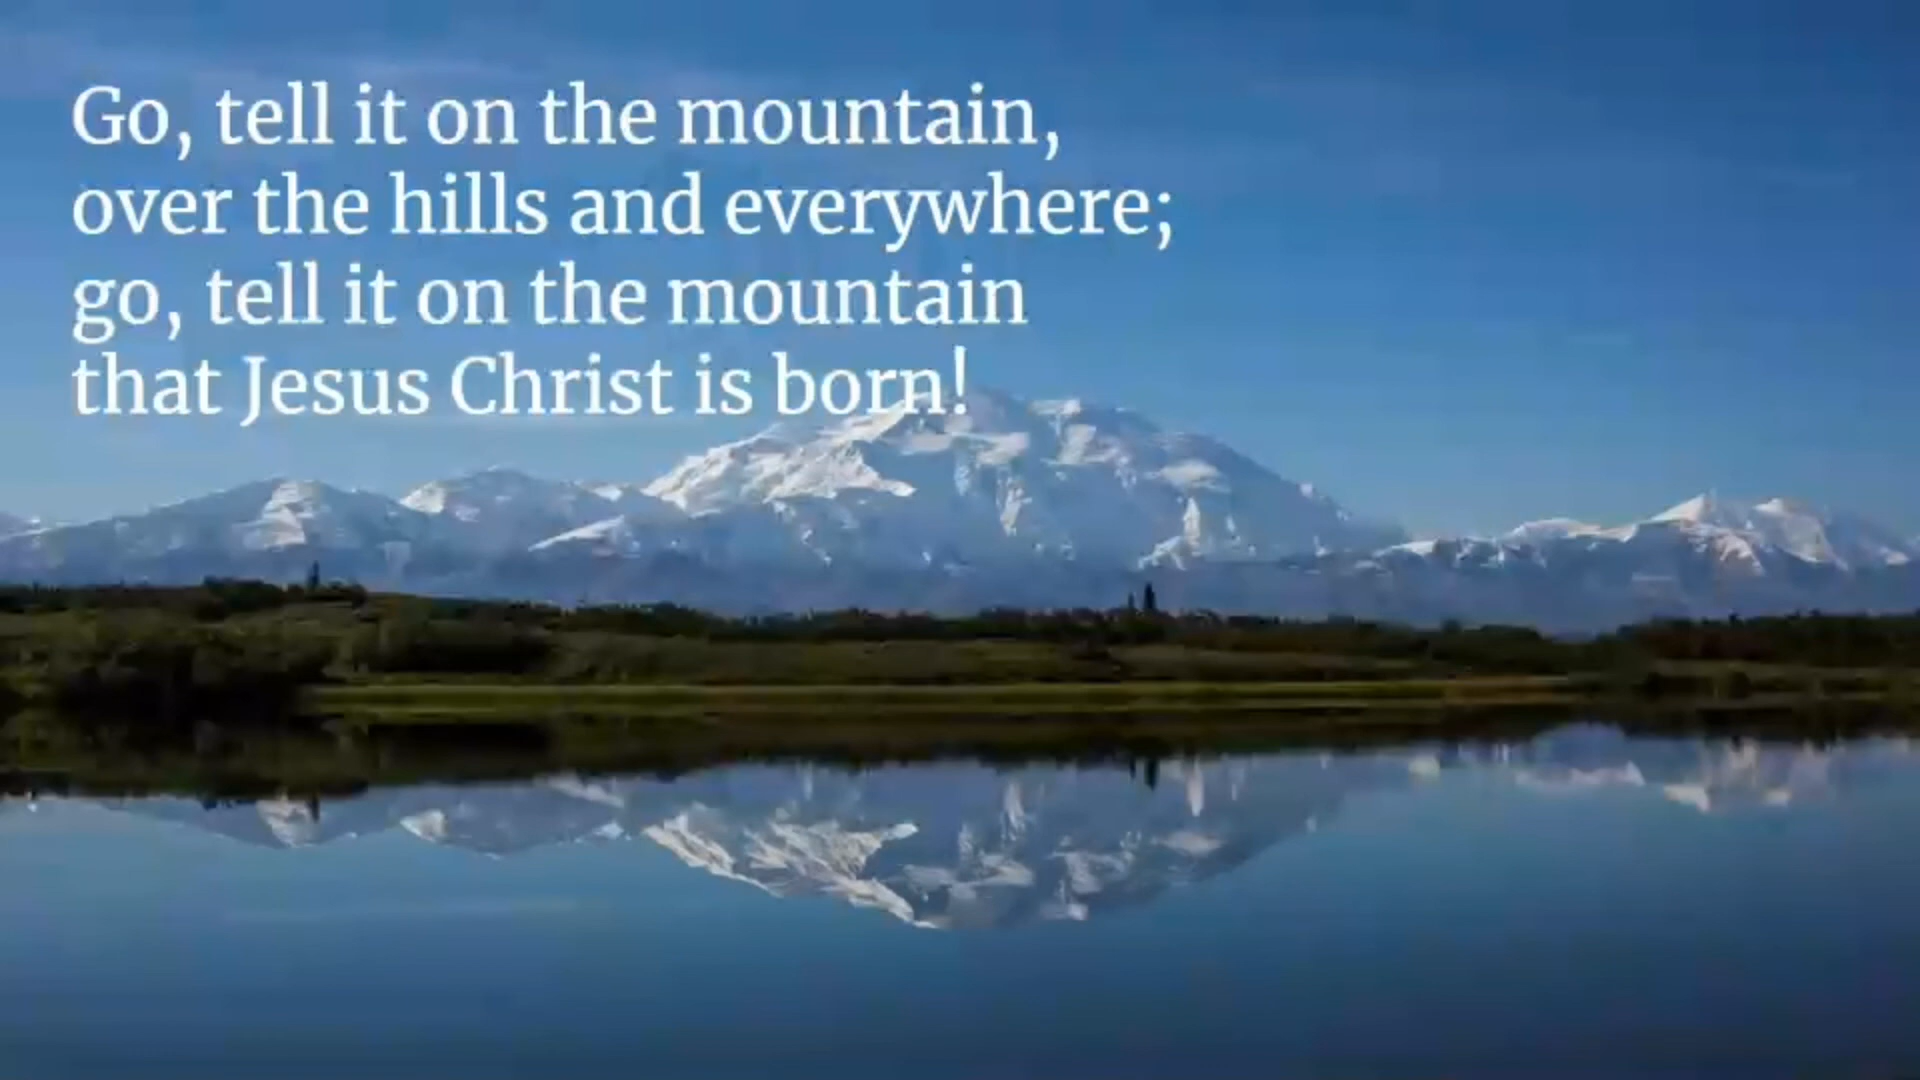 Go, tell it on the mountain,
over the hills and everywhere;
go, tell it on the mountain
that Jesus Christ is born!